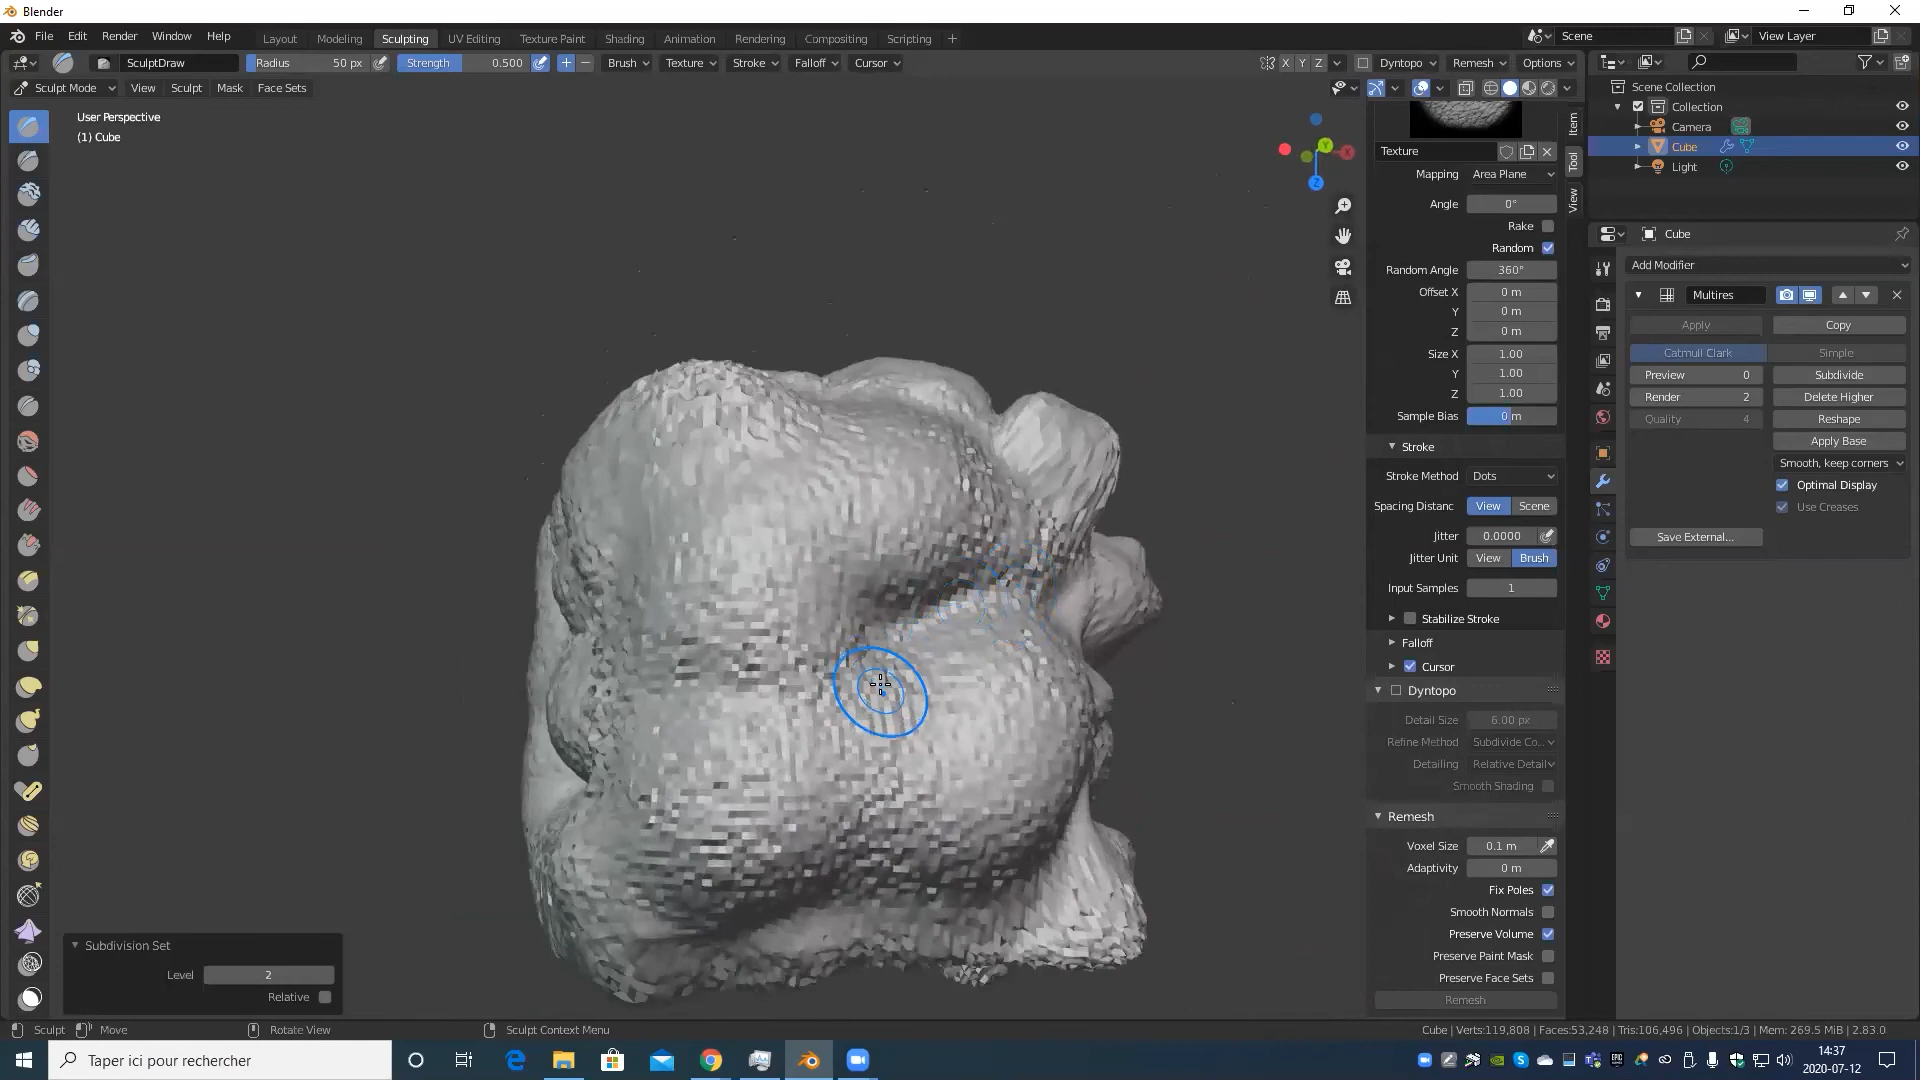 Blender
File Edit Render Window Help Layout Modeling Sculpting UV Editing Texture Paint Shading Animation Rendering Compositing Scripting + Scene View Layer
SculptDraw Radius 50 px Strength 0.500 Brush Texture Stroke Falloff Cursor X Y Z Dyntopo Remesh Options
Sculpt Mode View Sculpt Mask Face Sets
User Perspective
(1) Cube
Scene Collection
Collection
Camera
Cube
Light
Item
Tool
View
Texture
Mapping Area Plane
Angle 0°
Rake
Random
Random Angle 360°
Offset X 0 m
Y 0 m
Z 0 m
Size X 1.00
Y 1.00
Z 1.00
Sample Bias 0 m
Stroke
Stroke Method Dots
Spacing Distanc View Scene
Jitter 0.0000
Jitter Unit View Brush
Input Samples 1
Stabilize Stroke
Falloff
Cursor
Dyntopo
Detail Size 6.00 px
Refine Method Subdivide Co...
Detailing Relative Detail
Smooth Shading
Remesh
Voxel Size 0.1 m
Adaptivity 0 m
Fix Poles
Smooth Normals
Preserve Volume
Preserve Paint Mask
Preserve Face Sets
Remesh
Cube
Add Modifier
Multires
Apply Copy
Catmull Clark Simple
Preview 0 Subdivide
Render 2 Delete Higher
Quality 4 Reshape
Apply Base
Smooth, keep corners
Optimal Display
Use Creases
Save External...
Subdivision Set
Level 2
Relative
Sculpt Move Rotate View Sculpt Context Menu Cube | Verts:119,808 | Faces:53,248 | Tris:106,496 | Objects:1/3 | Mem: 269.5 MiB | 2.83.0
Taper ici pour rechercher
14:37
2020-07-12